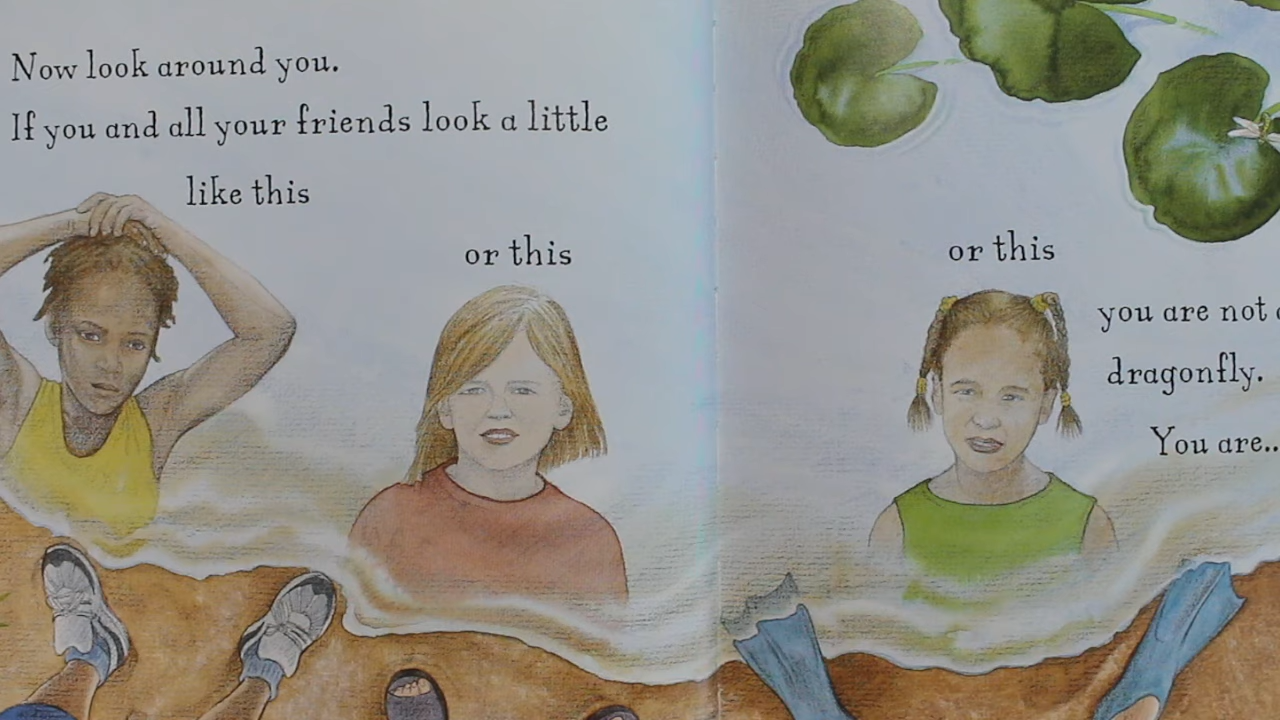 Now look around you.
If you and all your friends look a little
like this
or this
or this
you are not
dragonfly.
You are..